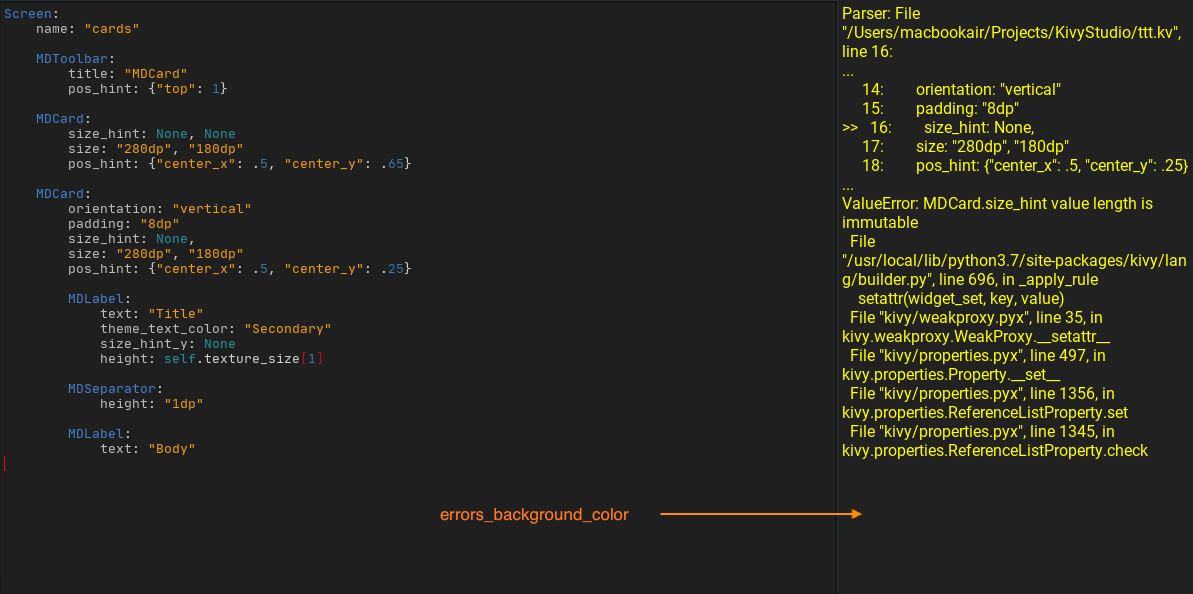 Screen:
    name: "cards"

    MDToolbar:
        title: "MDCard"
        pos_hint: {"top": 1}

    MDCard:
        size_hint: None, None
        size: "280dp", "180dp"
        pos_hint: {"center_x": .5, "center_y": .65}

    MDCard:
        orientation: "vertical"
        padding: "8dp"
        size_hint: None,
        size: "280dp", "180dp"
        pos_hint: {"center_x": .5, "center_y": .25}

        MDLabel:
            text: "Title"
            theme_text_color: "Secondary"
            size_hint_y: None
            height: self.texture_size[1]

        MDSeparator:
            height: "1dp"

        MDLabel:
            text: "Body"

errors_background_color

Parser: File
"/Users/macbookair/Projects/KivyStudio/ttt.kv",
line 16:
...
     14:        orientation: "vertical"
     15:        padding: "8dp"
>>   16:        size_hint: None,
     17:        size: "280dp", "180dp"
     18:        pos_hint: {"center_x": .5, "center_y": .25}
...
ValueError: MDCard.size_hint value length is
immutable
  File
"/usr/local/lib/python3.7/site-packages/kivy/lan
g/builder.py", line 696, in _apply_rule
    setattr(widget_set, key, value)
  File "kivy/weakproxy.pyx", line 35, in
kivy.weakproxy.WeakProxy.__setattr__
  File "kivy/properties.pyx", line 497, in
kivy.properties.Property.__set__
  File "kivy/properties.pyx", line 1356, in
kivy.properties.ReferenceListProperty.set
  File "kivy/properties.pyx", line 1345, in
kivy.properties.ReferenceListProperty.check